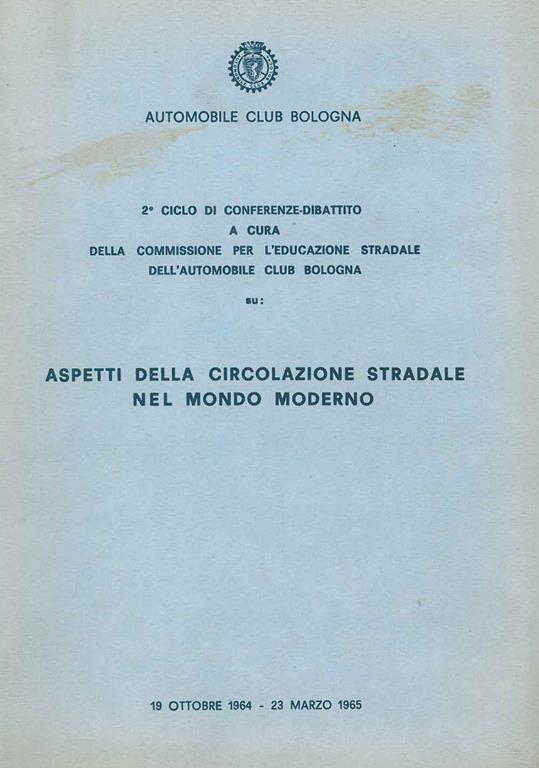 AUTOMOBILE CLUB BOLOGNA
2° CICLO DI CONFERENZE-DIBATTITO
A CURA
DELLA COMMISSIONE PER L'EDUCAZIONE STRADALE
DELL'AUTOMOBILE CLUB BOLOGNA
su:
ASPETTI DELLA CIRCOLAZIONE STRADALE
NEL MONDO MODERNO
19 OTTOBRE 1964 - 23 MARZO 1965